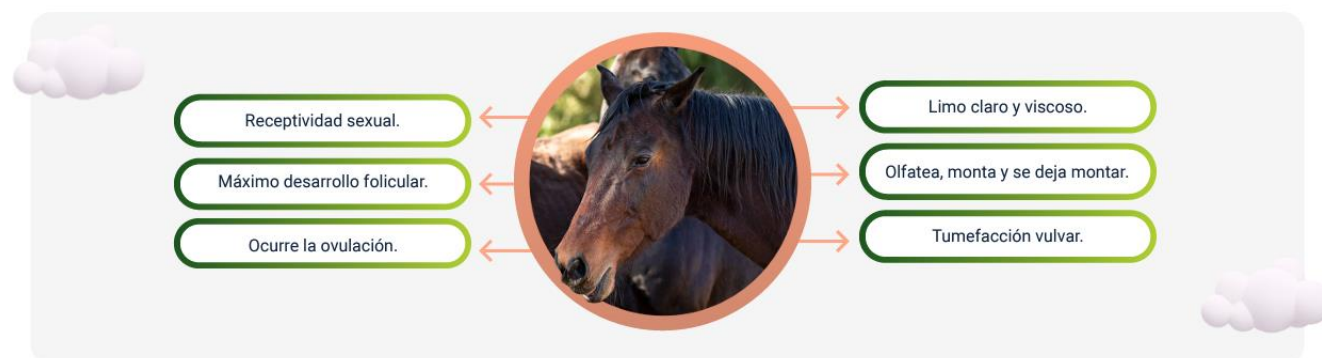 Receptividad sexual.
Máximo desarrollo folicular.
Ocurre la ovulación.
Limo claro y viscoso.
Olfatea, monta y se deja montar.
Tumefacción vulvar.